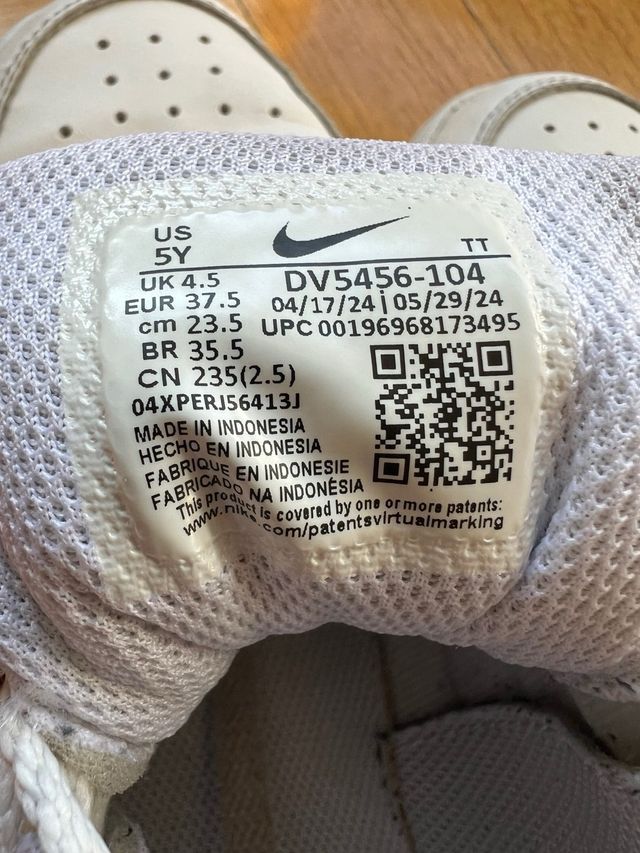 US
5Y
TT
UK 4.5
DV5456-104
EUR 37.5
04/17/24 | 05/29/24
cm 23.5
UPC 00196968173495
BR 35.5
CN 235(2.5)
04XPERJ56413J
MADE IN INDONESIA
HECHO EN INDONESIA
FABRIQUE EN INDONESIE
FABRICADO NA INDONÉSIA
This product is covered by one or more patents:
www.nike.com/patentsvirtualmarking